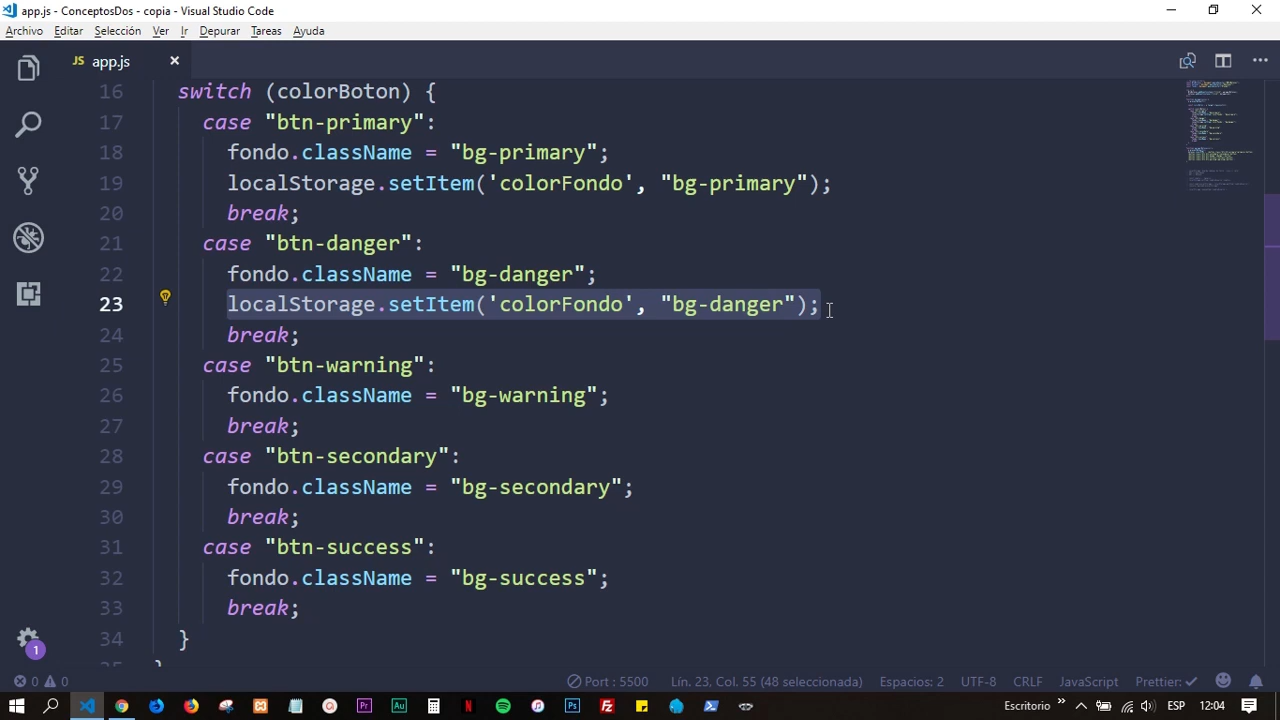 app.js - ConceptosDos - copia - Visual Studio Code
Archivo Editar Selección Ver Ir Depurar Tareas Ayuda
JS app.js
16 switch (colorBoton) {
17 case "btn-primary":
18 fondo.className = "bg-primary";
19 localStorage.setItem('colorFondo', "bg-primary");
20 break;
21 case "btn-danger":
22 fondo.className = "bg-danger";
23 localStorage.setItem('colorFondo', "bg-danger");
24 break;
25 case "btn-warning":
26 fondo.className = "bg-warning";
27 break;
28 case "btn-secondary":
29 fondo.className = "bg-secondary";
30 break;
31 case "btn-success":
32 fondo.className = "bg-success";
33 break;
34 }
1
0 0 Port : 5500 Lín. 23, Col. 55 (48 seleccionada) Espacios: 2 UTF-8 CRLF JavaScript Prettier: ✓
Escritorio » ESP 12:04